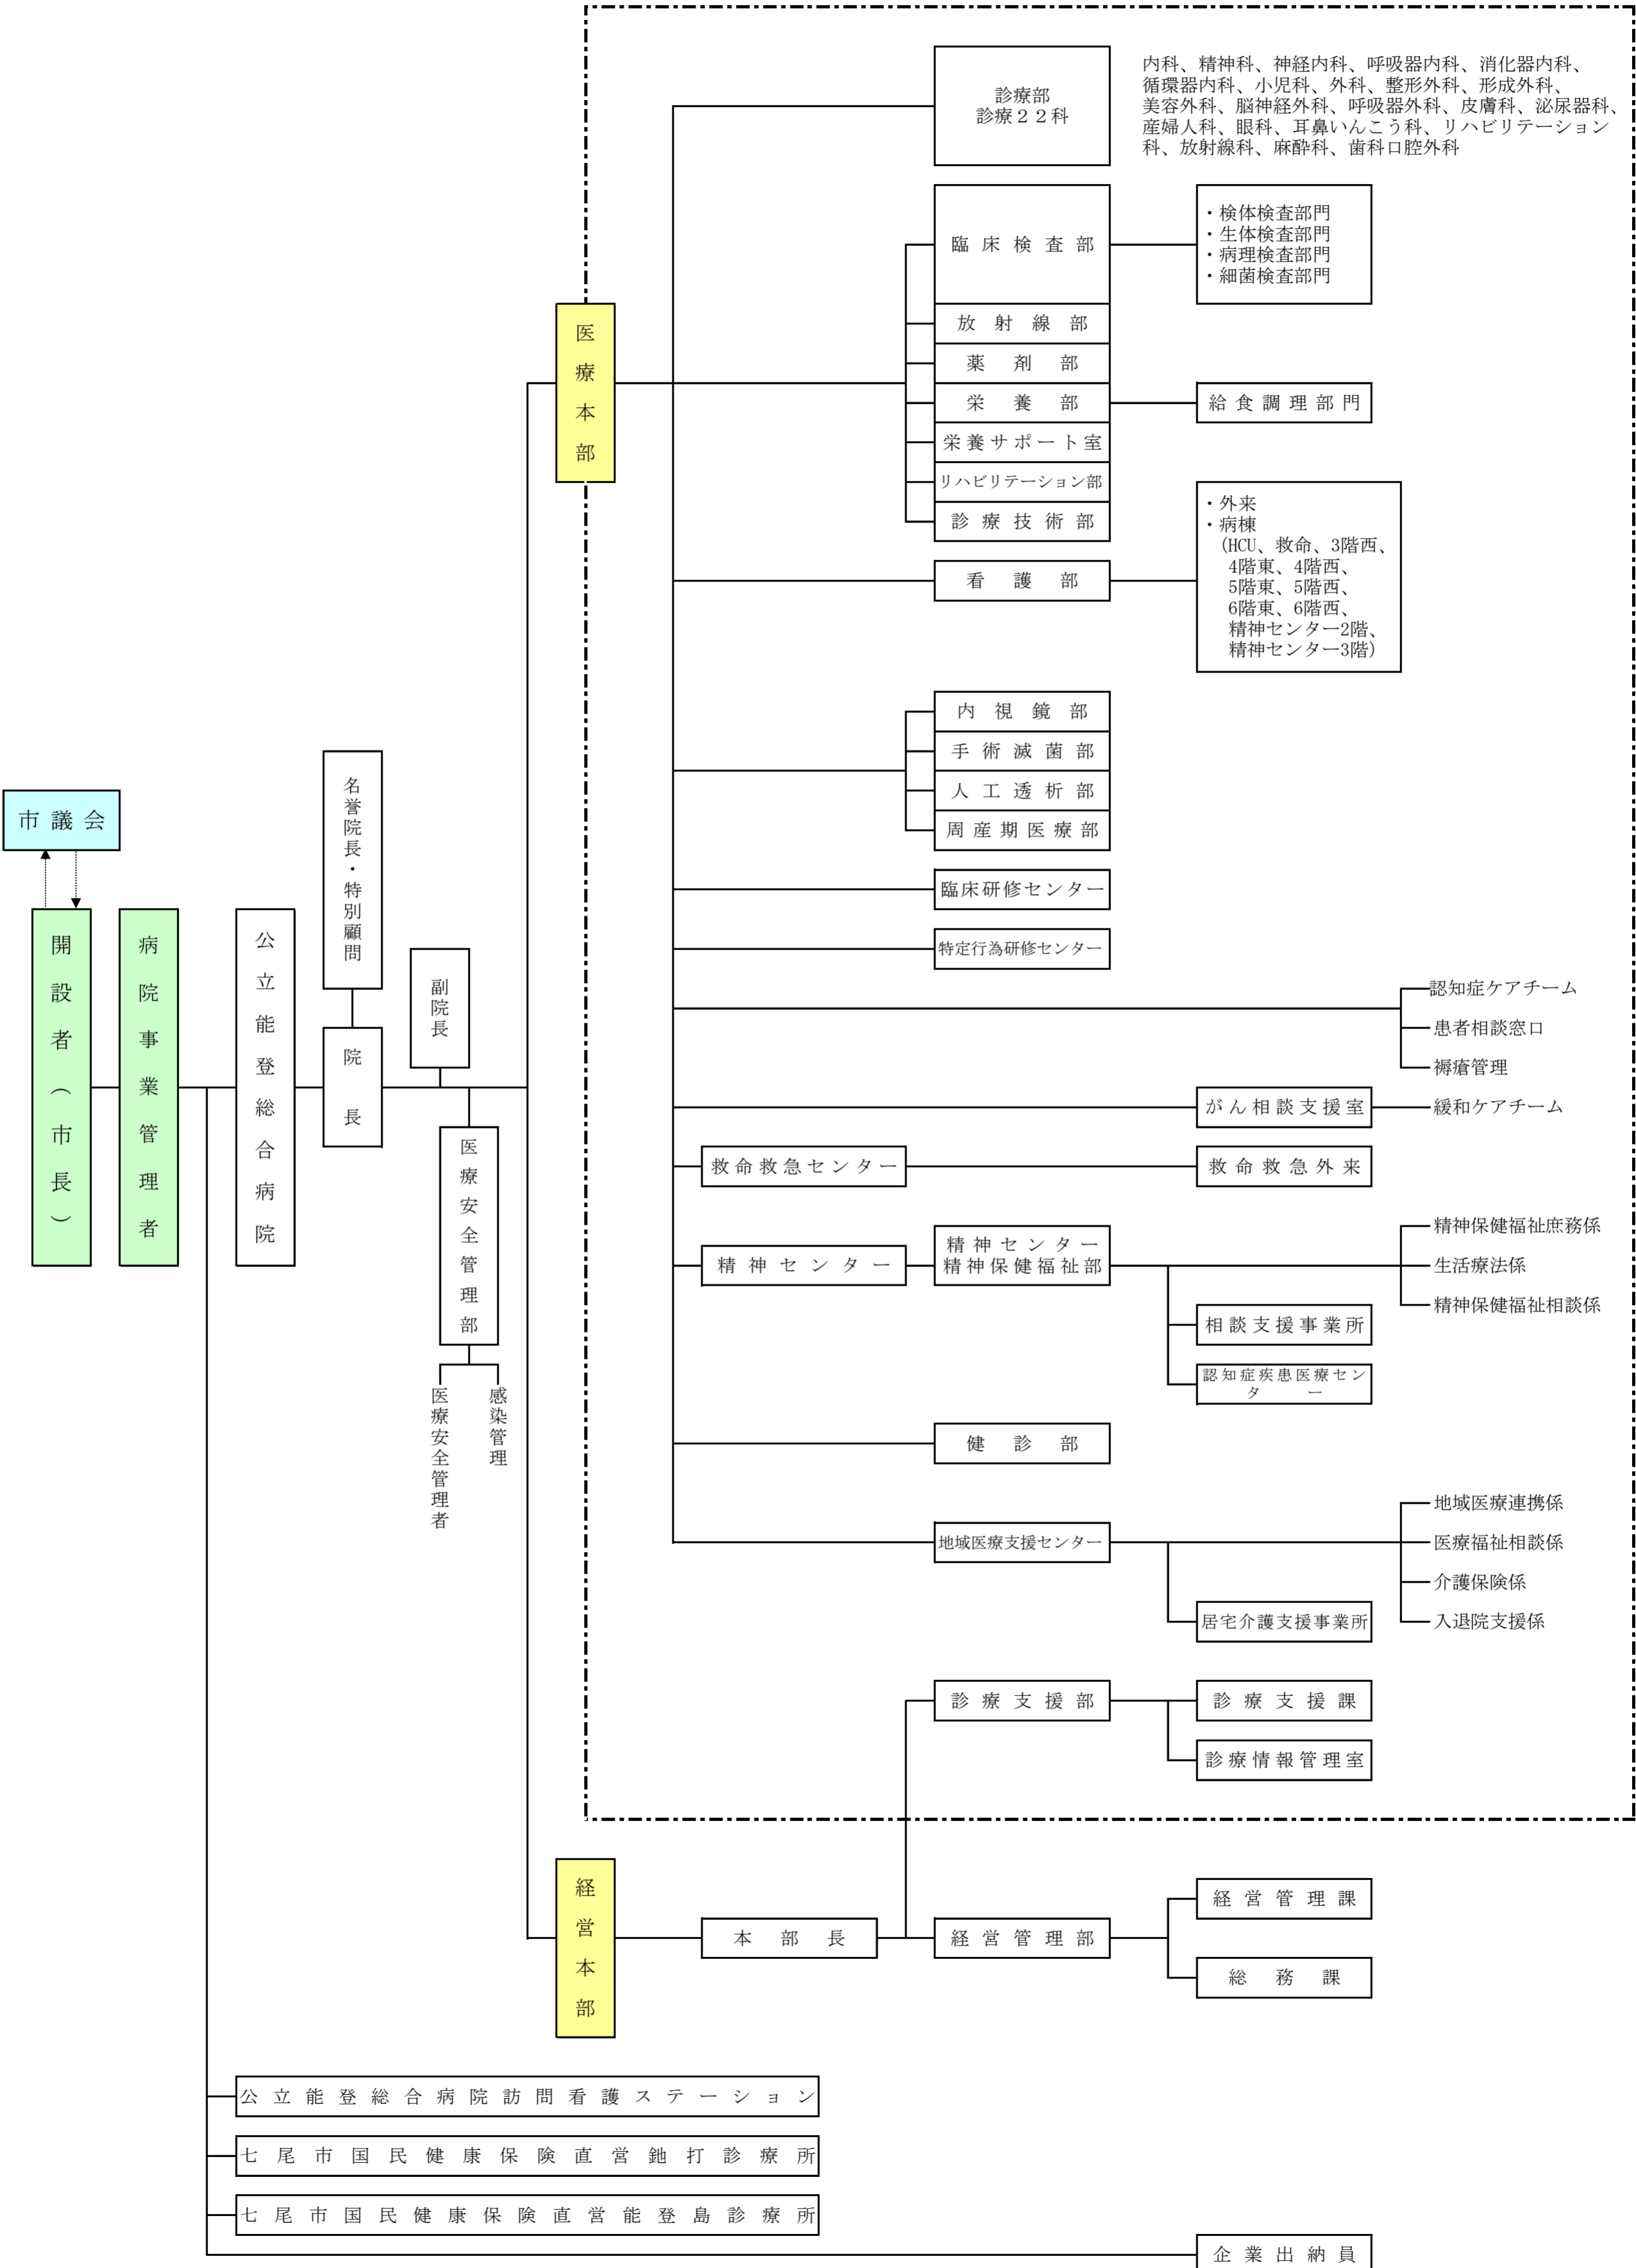 診療部
診療２２科
内科、精神科、神経内科、呼吸器内科、消化器内科、
循環器内科、小児科、外科、整形外科、形成外科、
美容外科、脳神経外科、呼吸器外科、皮膚科、泌尿器科、
産婦人科、眼科、耳鼻いんこう科、リハビリテーション
科、放射線科、麻酔科、歯科口腔外科
臨床検査部
・検体検査部門
・生体検査部門
・病理検査部門
・細菌検査部門
医療本部
放射線部
薬剤部
栄養部
給食調理部門
栄養サポート室
リハビリテーション部
診療技術部
看護部
・外来
・病棟
（HCU、救命、3階西、
4階東、4階西、
5階東、5階西、
6階東、6階西、
精神センター2階、
精神センター3階）
内視鏡部
手術滅菌部
人工透析部
周産期医療部
市議会
開設者（市長）
病院事業管理者
公立能登総合病院
名誉院長・特別顧問
院長
副院長
医療安全管理部
医療安全管理者
感染管理
臨床研修センター
特定行為研修センター
認知症ケアチーム
患者相談窓口
褥瘡管理
がん相談支援室
緩和ケアチーム
救命救急センター
救命救急外来
精神センター
精神センター
精神保健福祉部
精神保健福祉庶務係
生活療法係
精神保健福祉相談係
相談支援事業所
認知症疾患医療セン
ター
健診部
地域医療支援センター
地域医療連携係
医療福祉相談係
介護保険係
入退院支援係
居宅介護支援事業所
診療支援部
診療支援課
診療情報管理室
経営本部
本部長
経営管理部
経営管理課
総務課
公立能登総合病院訪問看護ステーション
七尾市国民健康保険直営釶打診療所
七尾市国民健康保険直営能登島診療所
企業出納員